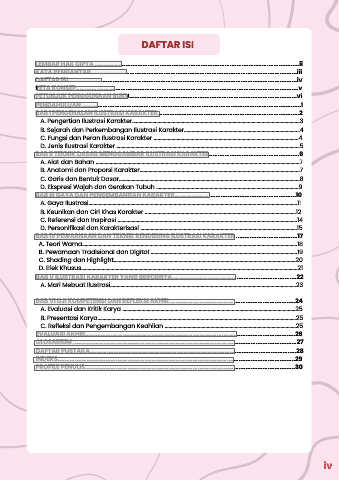 DAFTAR ISI
LEMBAR HAK CIPTA ii
KATA PENGANTAR iii
DAFTAR ISI iv
PETA KONSEP v
PETUNJUK PENGGUNAAN BUKU vi
PENDAHULUAN 1
BAB I PENGENALAN ILUSTRASI KARAKTER 2
A. Pengertian Ilustrasi Karakter 3
B. Sejarah dan Perkembangan Ilustrasi Karakter 4
C. Fungsi dan Peran Ilustrasi Karakter 4
D. Jenis Ilustrasi Karakter 5
BAB II TEKNIK DASAR MENGGAMBAR ILUSTRASI KARAKTER 6
A. Alat dan Bahan 7
B. Anatomi dan Proporsi Karakter 7
C. Garis dan Bentuk Dasar 8
D. Ekspresi Wajah dan Gerakan Tubuh 9
BAB III GAYA DAN PENGEMBANGAN KARAKTER 10
A. Gaya Ilustrasi 11
B. Keunikan dan Ciri Khas Karakter 12
C. Referensi dan Inspirasi 14
D. Personifikasi dan Karakterisasi 15
BAB IV PEWARNAAN DAN TEKNIK RENDERING ILUSTRASI KARAKTER 17
A. Teori Warna 18
B. Pewarnaan Tradisional dan Digital 19
C. Shading dan Highlight 20
D. Efek Khusus 21
BAB V ILUSTRASI KARAKTER YANG BERCERITA 22
A. Mari Mebuat Ilustrasi 23
BAB VI UJI KOMPETENSI DAN REFLEKSI AKHIR 24
A. Evaluasi dan Kritik Karya 25
B. Presentasi Karya 25
C. Refleksi dan Pengembangan Keahlian 25
EVALUASI AKHIR 26
GLOSARIUM 27
DAFTAR PUSTAKA 28
INDEKS 29
PROFIL PENULIS 30
iv